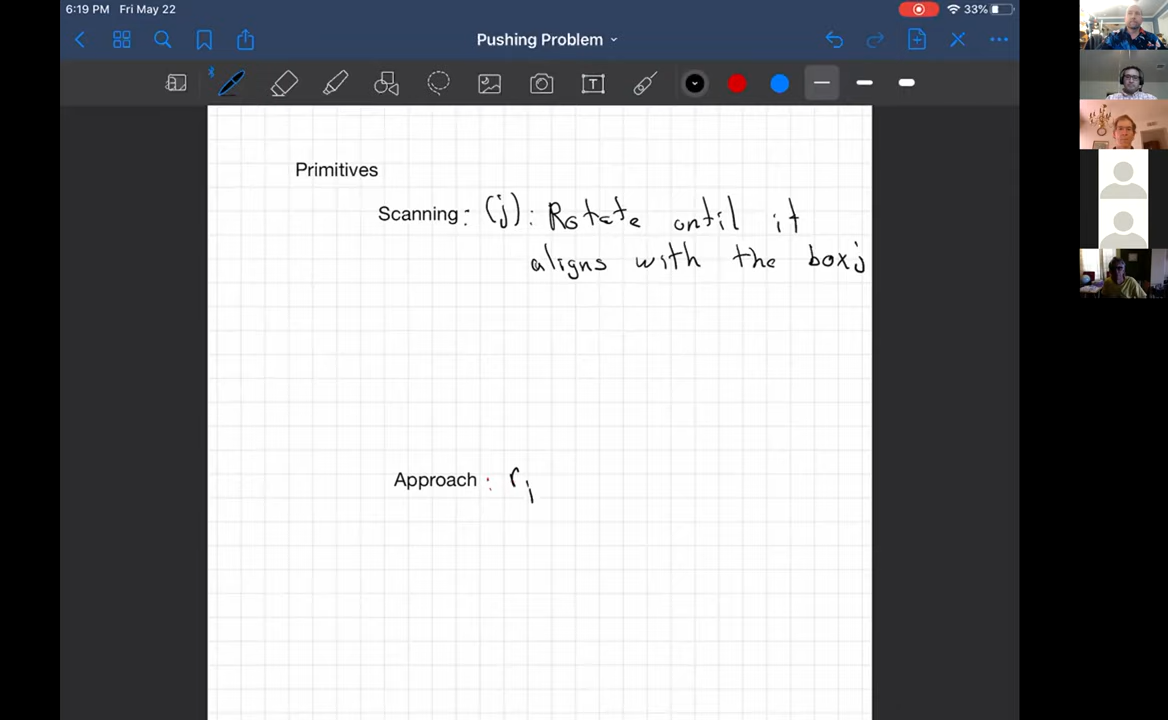 6:19 PM Fri May 22
33%
Pushing Problem
T
Primitives
Scanning : (j) : Rotate until it
aligns with the box j
Approach : ri